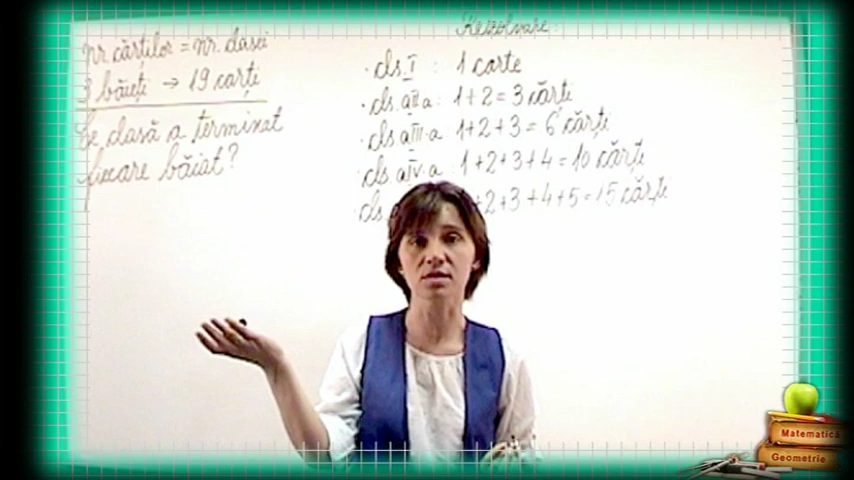 nr. cărților = nr. clasei
3 băieți → 19 cărți
Ce clasă a terminat
fiecare băiat?
Rezolvare:
· cls. I : 1 carte
· cls. a II a : 1 + 2 = 3 cărți
· cls. a III-a 1 + 2 + 3 = 6 cărți
· cls. a IV-a : 1 + 2 + 3 + 4 = 10 cărți
· cls. +2 + 3 + 4 + 5 = 15 cărți
Matematică
Geometrie